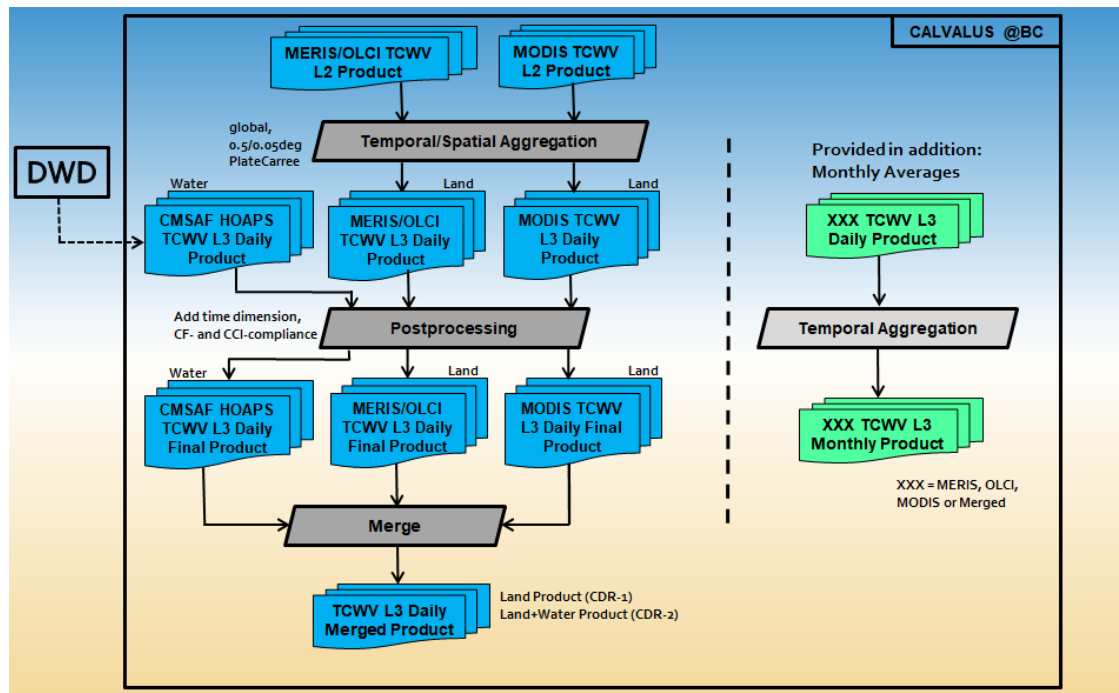 CALVALUS @BC
MERIS/OLCI TCWV
L2 Product
MODIS TCWV
L2 Product
global,
0.5/0.05deg
PlateCarree
Temporal/Spatial Aggregation
DWD
Water
CMSAF HOAPS
TCWV L3 Daily
Product
Land
MERIS/OLCI
TCWV L3 Daily
Product
Land
MODIS TCWV
L3 Daily
Product
Add time dimension,
CF- and CCI-compliance
Postprocessing
Water
CMSAF HOAPS
TCWV L3 Daily
Final Product
Land
MERIS/OLCI
TCWV L3 Daily
Final Product
Land
MODIS TCWV
L3 Daily Final
Product
Merge
TCWV L3 Daily
Merged Product
Land Product (CDR-1)
Land+Water Product (CDR-2)
Provided in addition:
Monthly Averages
XXX TCWV L3
Daily Product
Temporal Aggregation
XXX TCWV L3
Monthly Product
XXX = MERIS, OLCI,
MODIS or Merged